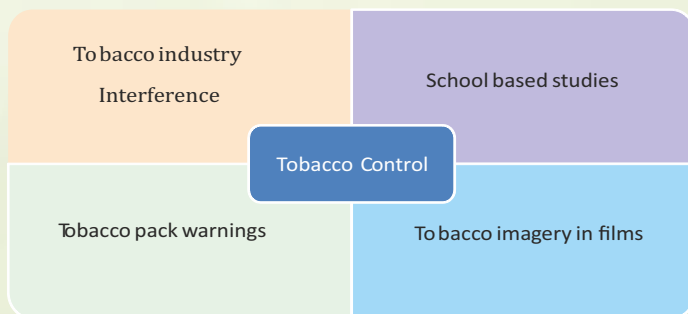 Tobacco industry
Interference
School based studies
Tobacco Control
Tobacco pack warnings
Tobacco imagery in films